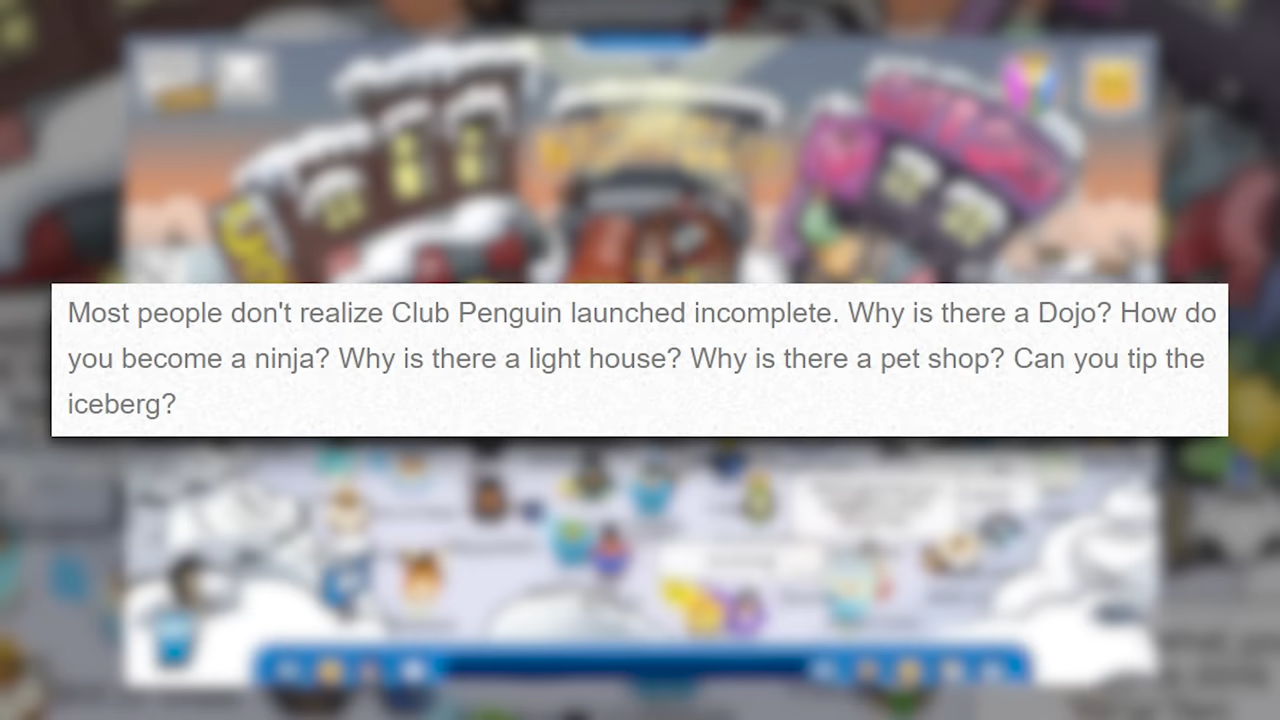 Most people don't realize Club Penguin launched incomplete. Why is there a Dojo? How do
you become a ninja? Why is there a light house? Why is there a pet shop? Can you tip the
iceberg?